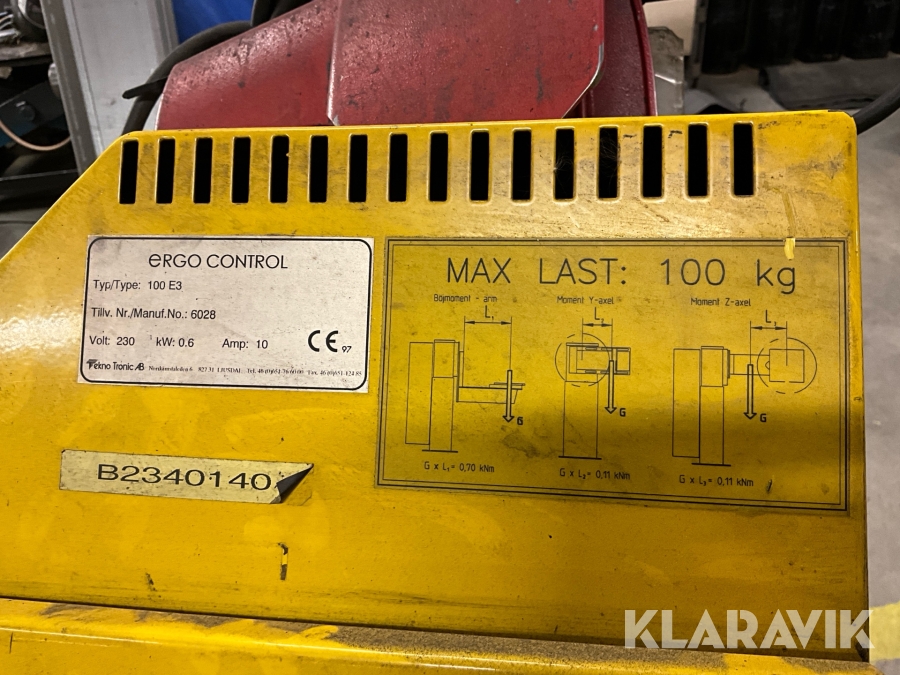 eRGO CONTROL
Typ/Type: 100 E3
Tillv. Nr./Manuf.No.: 6028
Volt: 230 kW: 0.6 Amp: 10
CE 97
Tekno Tronic AB
B2340140
MAX LAST: 100 kg
Böjmoment - arm Moment Y-axel Moment Z-axel
G G G
G x L₁ = 0,70 kNm G x L₂ = 0,11 kNm G x L₃ = 0,11 kNm
KLARAVIK